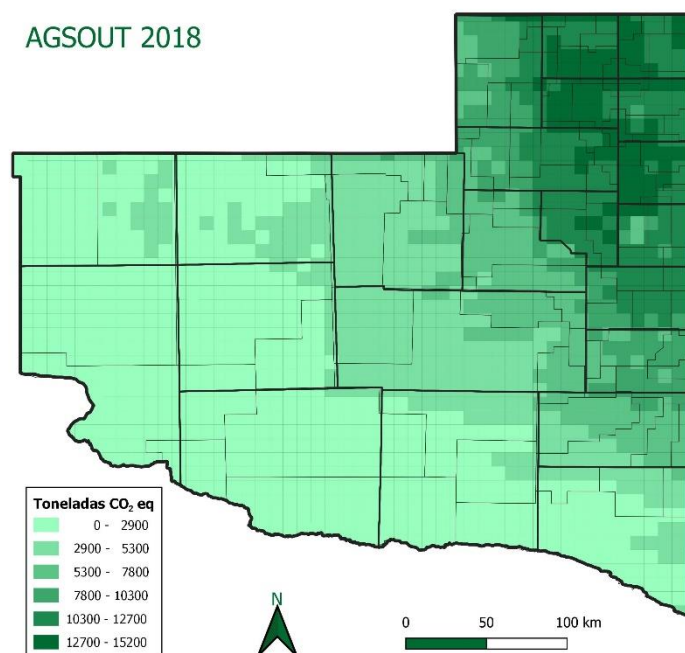 AGSOUT 2018
Toneladas CO₂ eq
0 - 2900
2900 - 5300
5300 - 7800
7800 - 10300
10300 - 12700
12700 - 15200
N
0 50 100 km